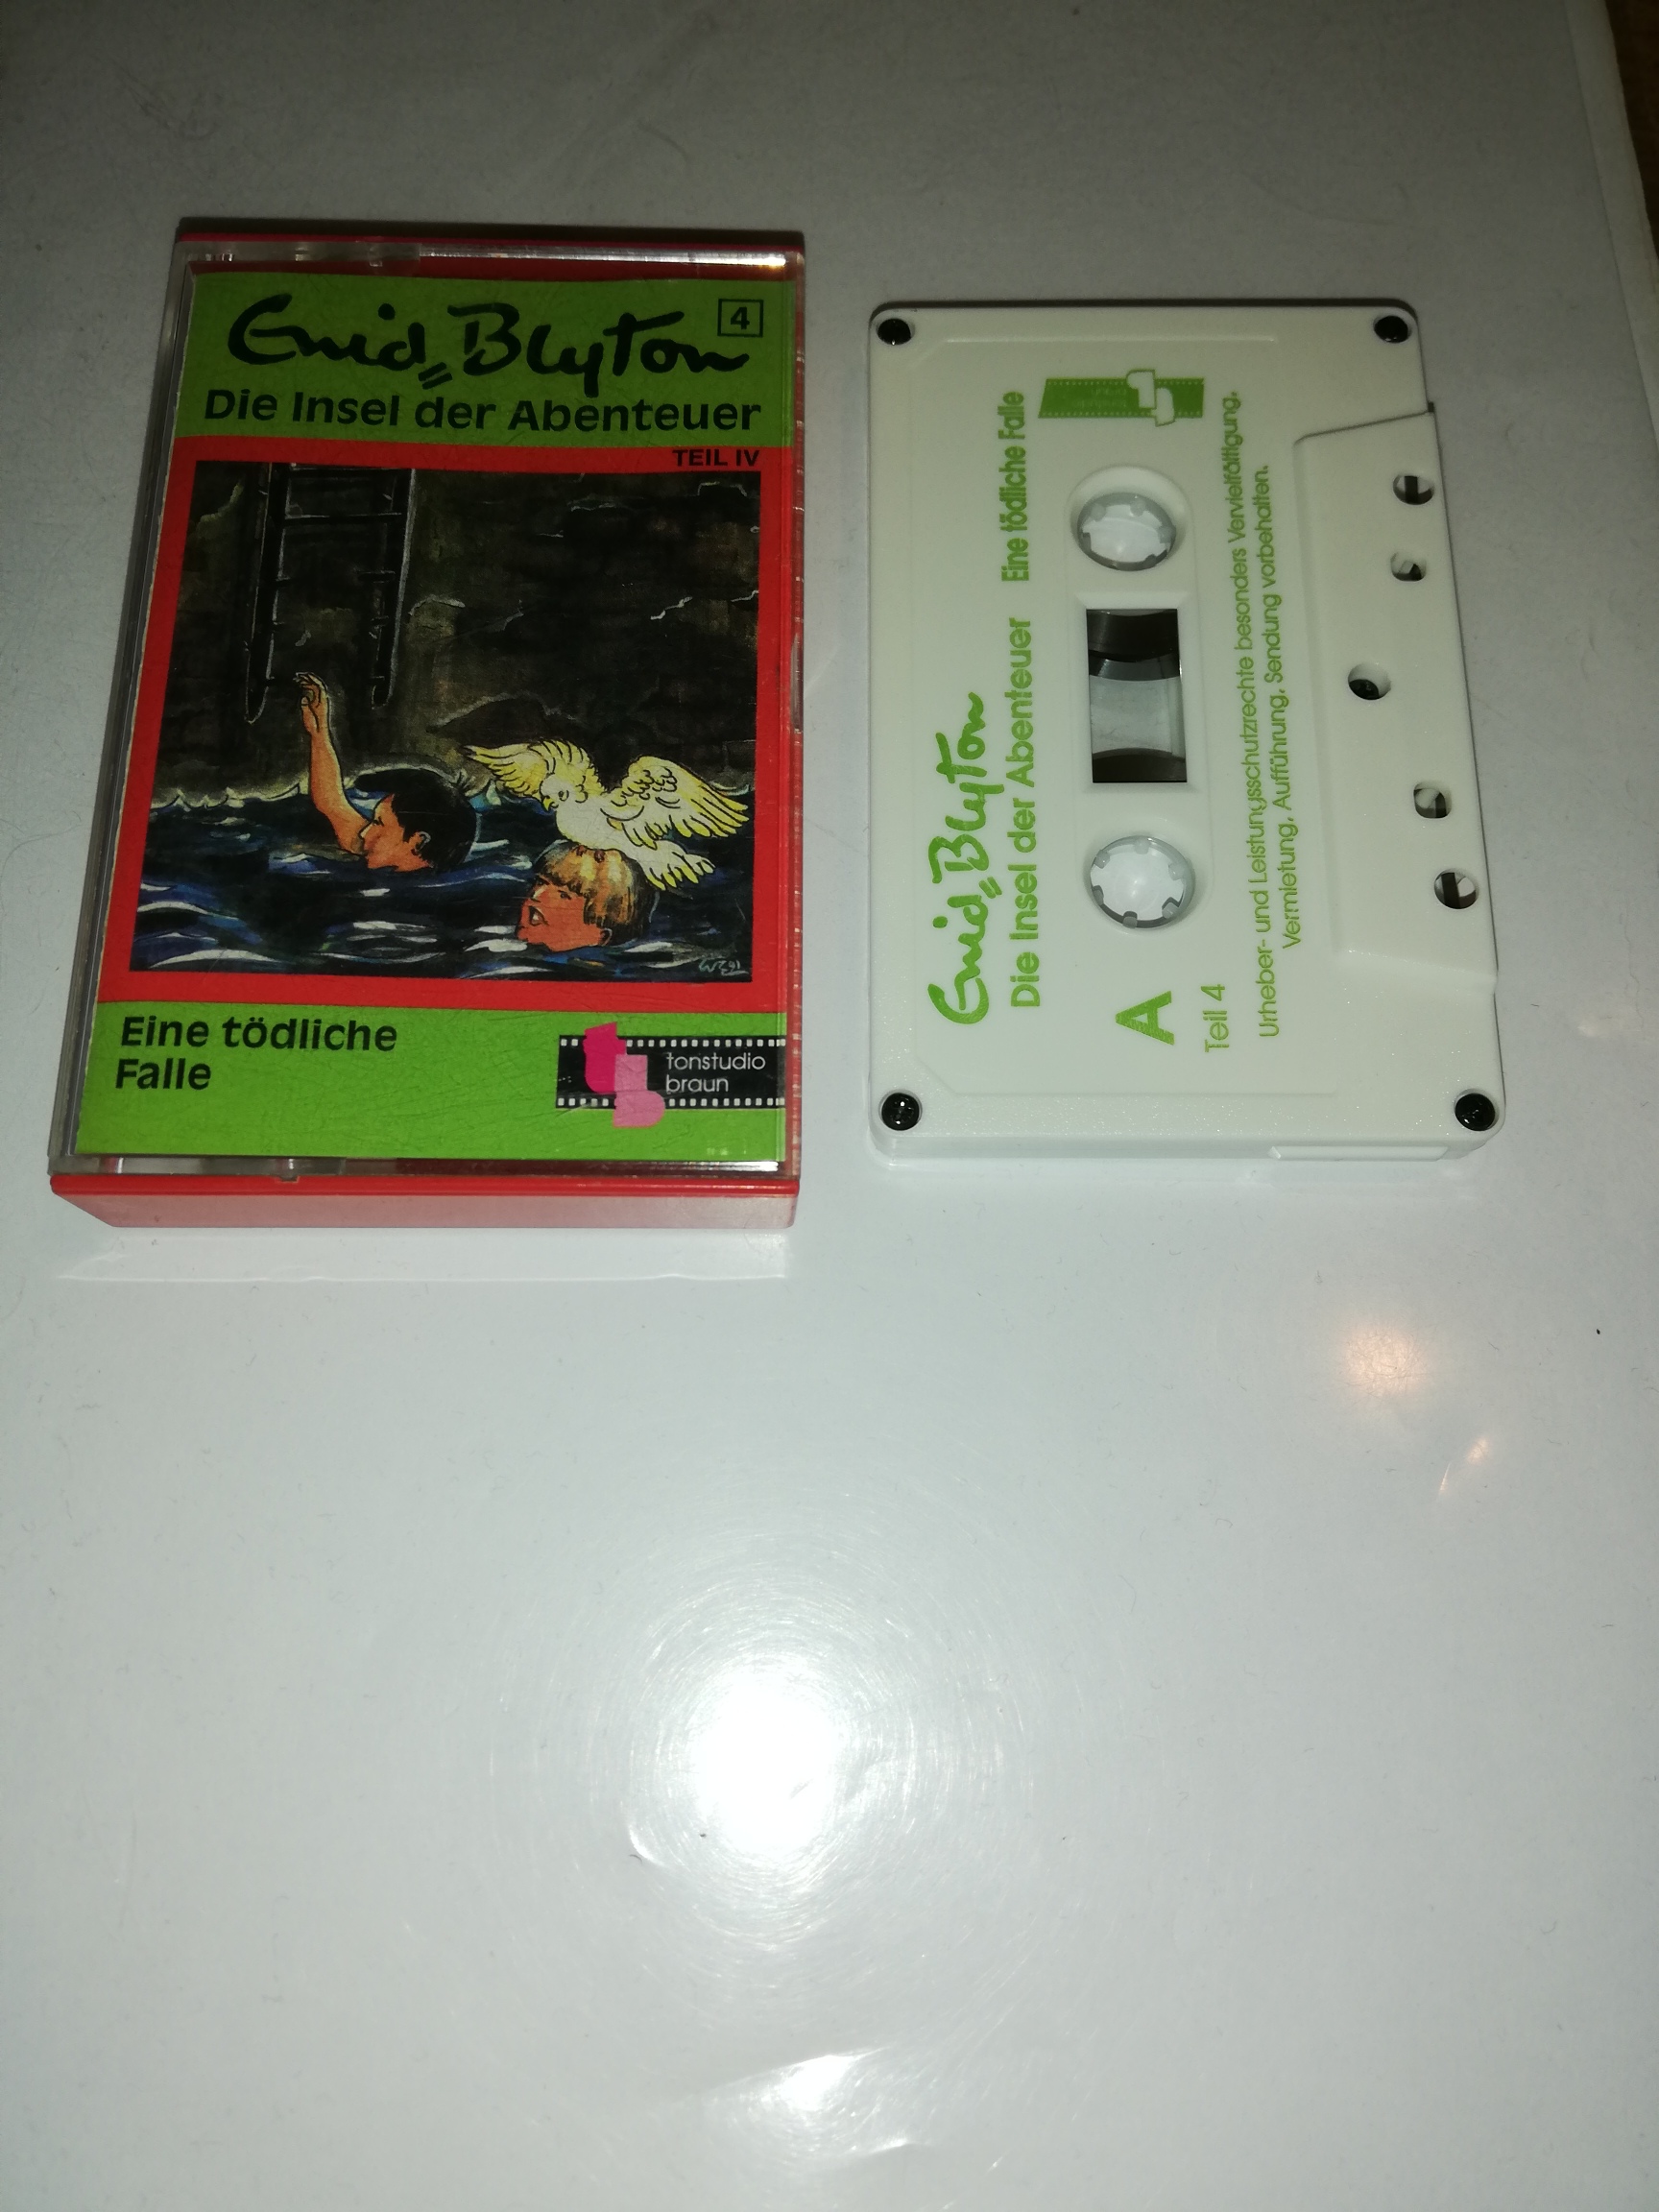 Enid Blyton
4
Die Insel der Abenteuer
TEIL IV
Eine tödliche
Falle
tonstudio
braun
Enid Blyton
Die Insel der Abenteuer Eine tödliche Falle
A
Teil 4
Urheber- und Leistungsschutzrechte besonders Vervielfältigung,
Vermietung, Aufführung, Sendung vorbehalten.